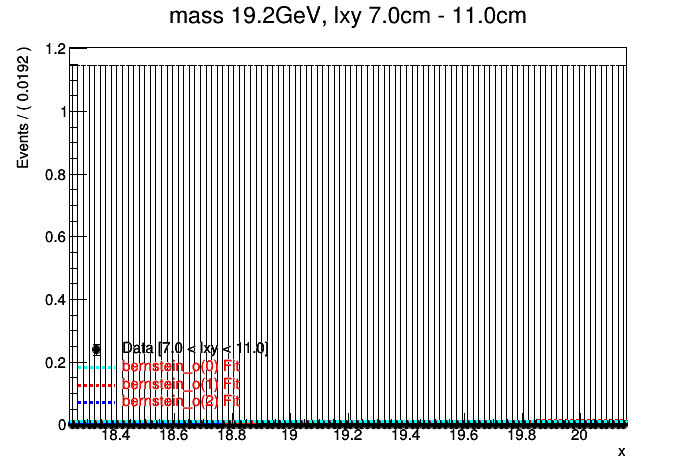 mass 19.2GeV, lxy 7.0cm - 11.0cm
Events / ( 0.0192 )
1.2
1
0.8
0.6
0.4
0.2
0
Data [7.0 < lxy < 11.0]
bernstein_o(0) Fit
bernstein_o(1) Fit
bernstein_o(2) Fit
18.4 18.6 18.8 19 19.2 19.4 19.6 19.8 20
x